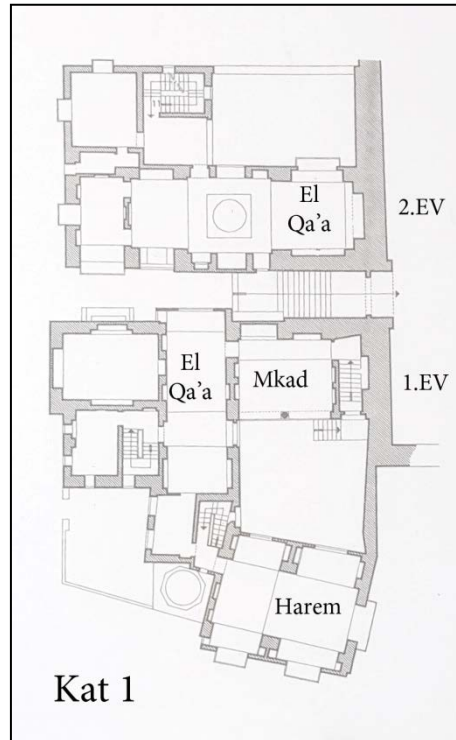 El
Qa’a
2.EV
El
Qa’a
Mkad
1.EV
Harem
Kat 1